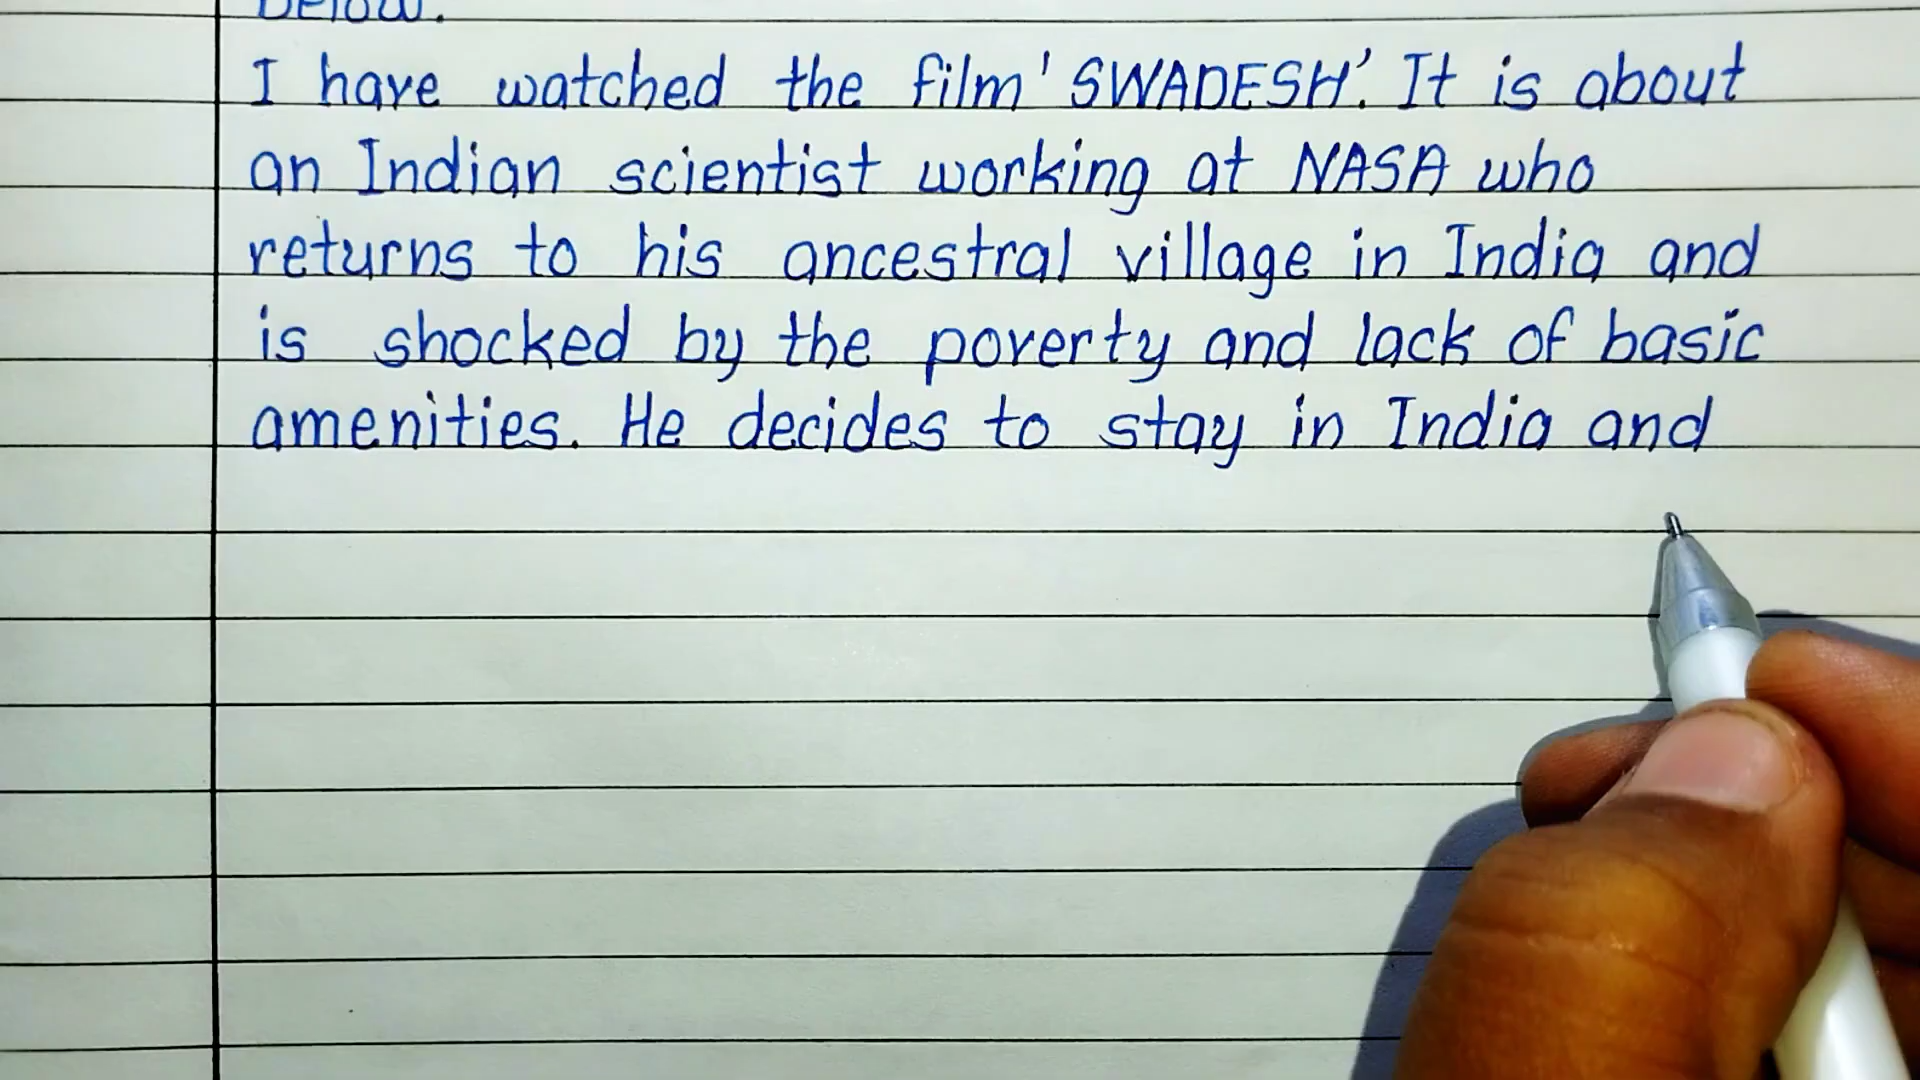 below.
I have watched the film 'SWADESH'. It is about
an Indian scientist working at NASA who
returns to his ancestral village in India and
is shocked by the poverty and lack of basic
amenities. He decides to stay in India and